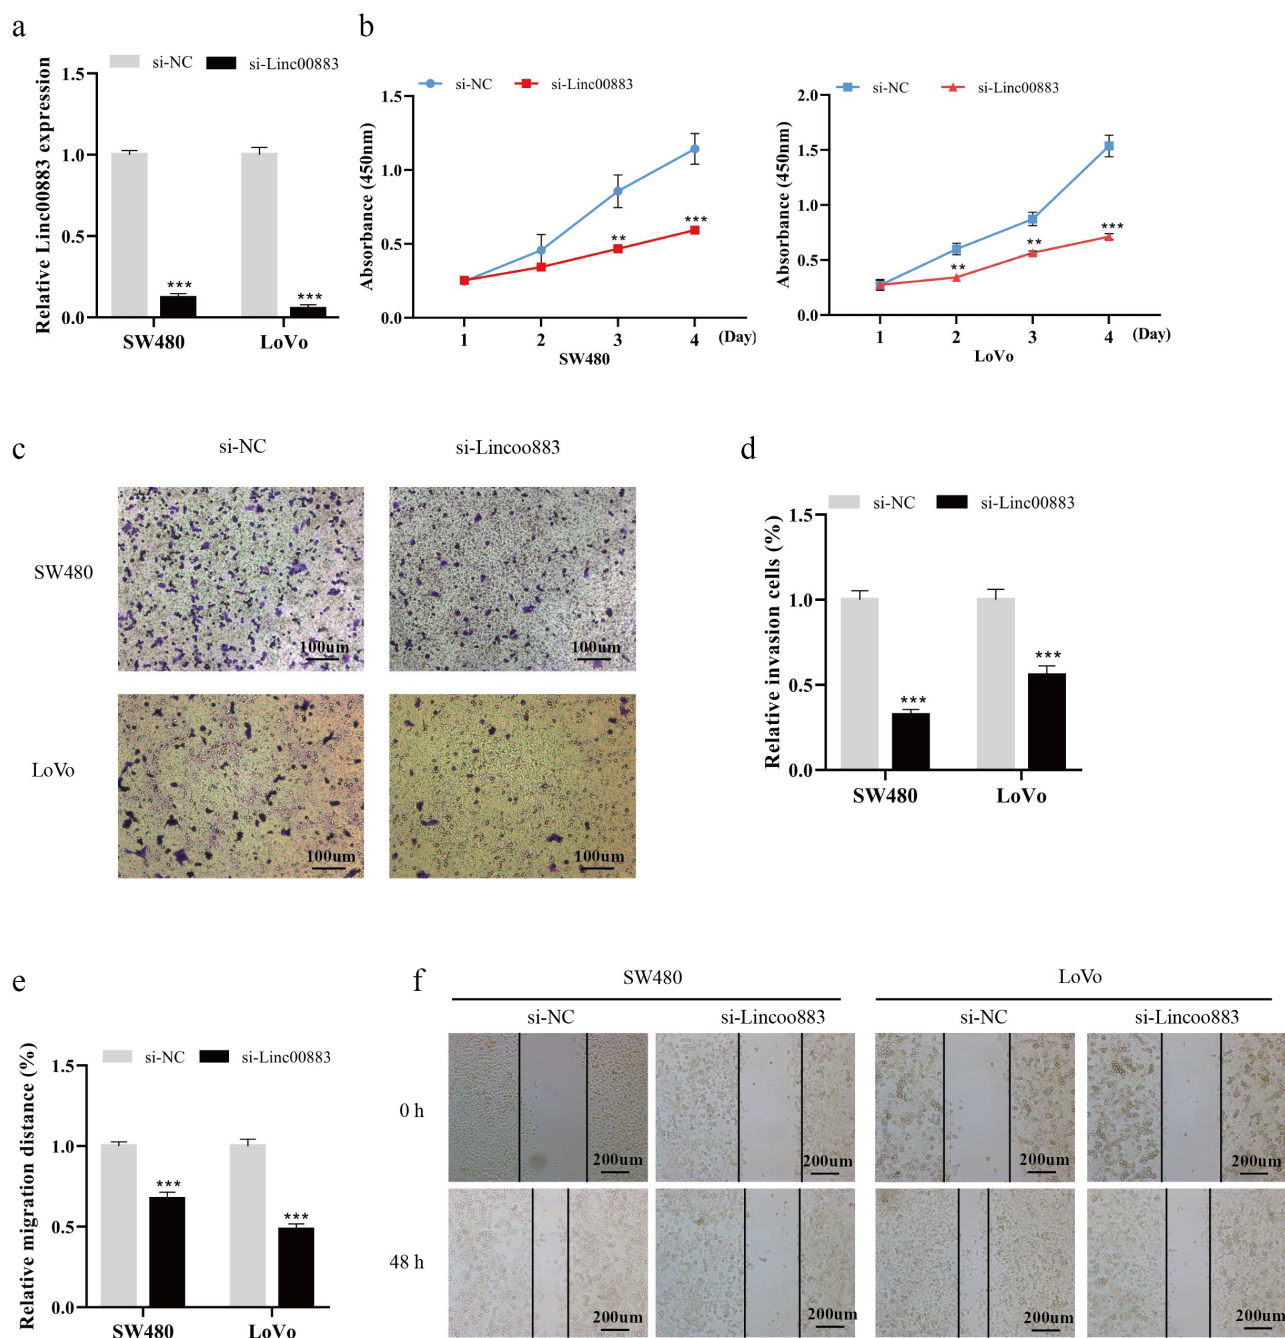 a
si-NC si-Linc00883
Relative Linc00883 expression
1.5
1.0
0.5
0.0
***
***
SW480 LoVo
b
si-NC si-Linc00883
Absorbance (450nm)
1.5
1.0
0.5
0.0
**
***
1 2 3 4 (Day)
SW480
si-NC si-Linc00883
Absorbance (450nm)
2.0
1.5
1.0
0.5
0.0
**
**
***
1 2 3 4 (Day)
LoVo
c
si-NC si-Lincoo883
SW480
100um 100um
LoVo
100um 100um
d
si-NC si-Linc00883
Relative invasion cells (%)
1.5
1.0
0.5
0.0
***
***
SW480 LoVo
e
si-NC si-Linc00883
Relative migration distance (%)
1.5
1.0
0.5
0.0
***
***
SW480 LoVo
f
SW480 LoVo
si-NC si-Lincoo883 si-NC si-Lincoo883
0 h
200um 200um 200um 200um
48 h
200um 200um 200um 200um